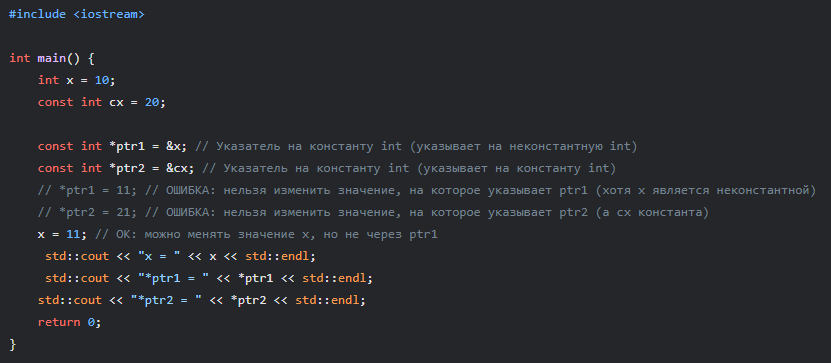 #include <iostream>
int main() {
int x = 10;
const int cx = 20;
const int *ptr1 = &x; // Указатель на константу int (указывает на неконстантную int)
const int *ptr2 = &cx; // Указатель на константу int (указывает на константу int)
// *ptr1 = 11; // ОШИБКА: нельзя изменить значение, на которое указывает ptr1 (хотя x является неконстантной)
// *ptr2 = 21; // ОШИБКА: нельзя изменить значение, на которое указывает ptr2 (а cx константа)
x = 11; // ОК: можно менять значение x, но не через ptr1
std::cout << "x = " << x << std::endl;
std::cout << "*ptr1 = " << *ptr1 << std::endl;
std::cout << "*ptr2 = " << *ptr2 << std::endl;
return 0;
}